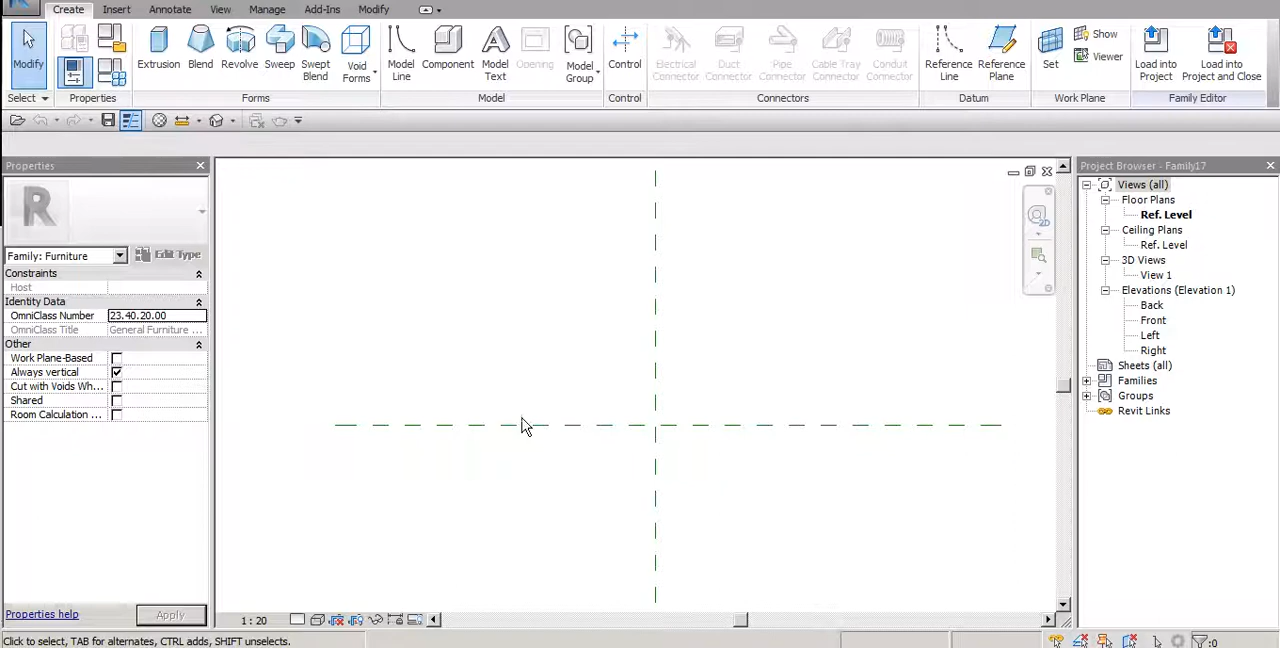 Create Insert Annotate View Manage Add-Ins Modify
Modify Extrusion Blend Revolve Sweep Swept Blend Void Forms Model Line Component Model Text Opening Model Group Control Electrical Connector Duct Connector Pipe Connector Cable Tray Connector Conduit Connector Reference Line Reference Plane Set Show Viewer Load into Project Load into Project and Close
Select Properties Forms Model Control Connectors Datum Work Plane Family Editor
Properties
R
Family: Furniture Edit Type
Constraints
Host
Identity Data
OmniClass Number 23.40.20.00
OmniClass Title General Furniture ...
Other
Work Plane-Based
Always vertical
Cut with Voids Wh...
Shared
Room Calculation ...
Properties help Apply
2D
1 : 20
Project Browser - Family17
Views (all)
Floor Plans
Ref. Level
Ceiling Plans
Ref. Level
3D Views
View 1
Elevations (Elevation 1)
Back
Front
Left
Right
Sheets (all)
Families
Groups
Revit Links
Click to select, TAB for alternates, CTRL adds, SHIFT unselects. :0